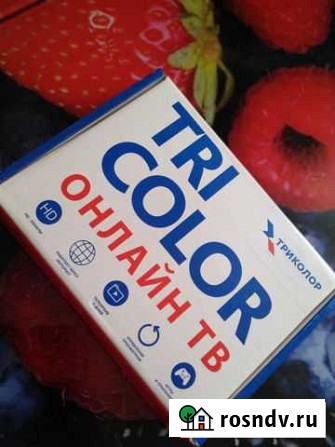 TRI
COLOR
ОНЛАЙН ТВ
ТРИКОЛОР
HD
rosndv.ru